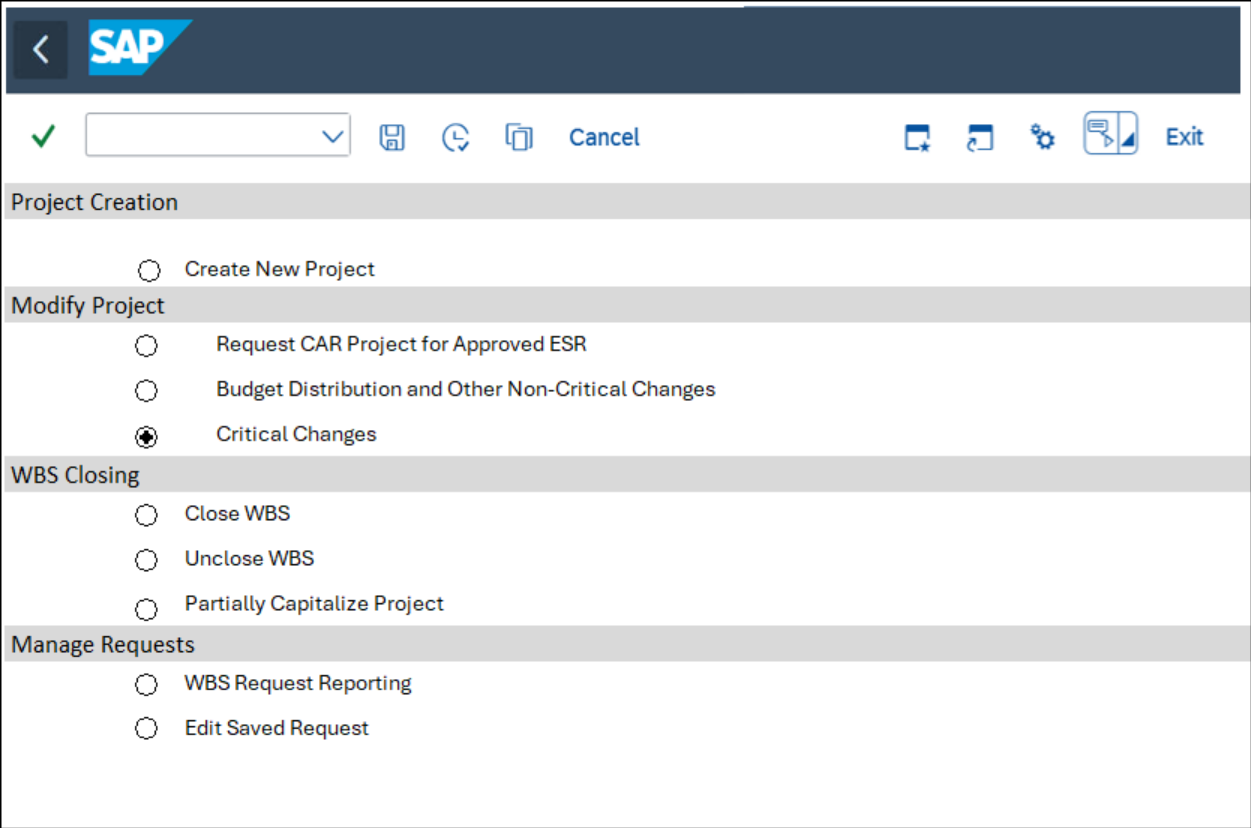 SAP
Cancel
Exit
Project Creation
Create New Project
Modify Project
Request CAR Project for Approved ESR
Budget Distribution and Other Non-Critical Changes
Critical Changes
WBS Closing
Close WBS
Unclose WBS
Partially Capitalize Project
Manage Requests
WBS Request Reporting
Edit Saved Request